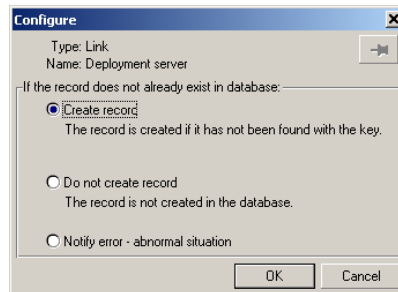 Configure
Type: Link
Name: Deployment server
If the record does not already exist in database:
Create record
The record is created if it has not been found with the key.
Do not create record
The record is not created in the database.
Notify error - abnormal situation
OK Cancel